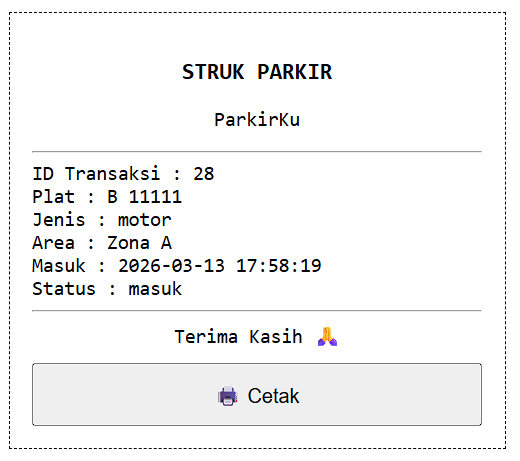 STRUK PARKIR
ParkirKu
ID Transaksi : 28
Plat : B 11111
Jenis : motor
Area : Zona A
Masuk : 2026-03-13 17:58:19
Status : masuk
Terima Kasih 🙏
🖨️ Cetak